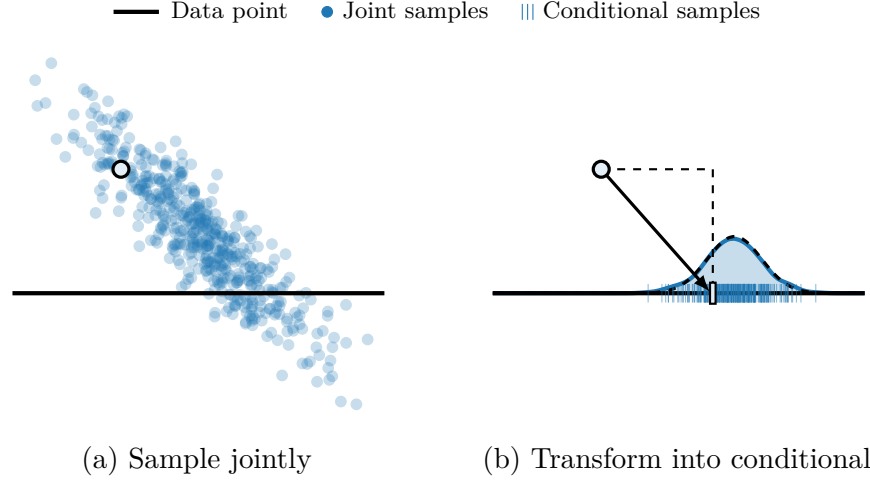 Data point Joint samples Conditional samples
(a) Sample jointly (b) Transform into conditional